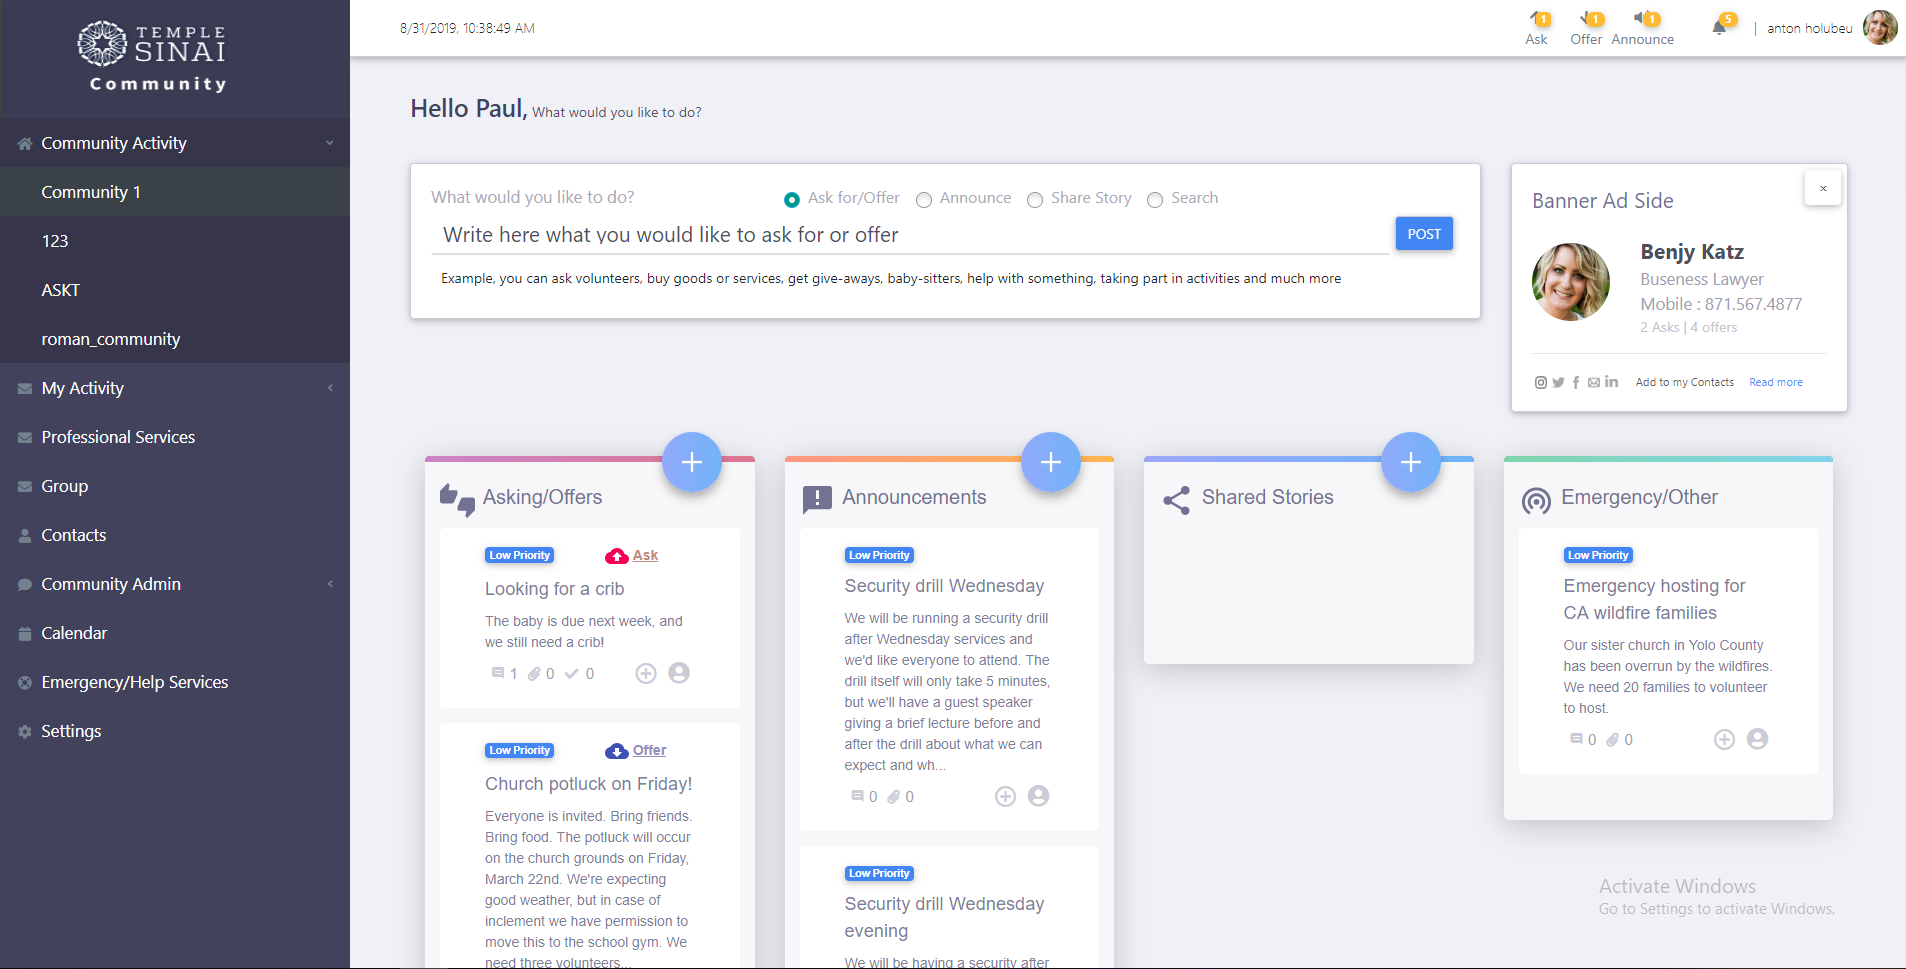 TEMPLE
SINAI
Community
Community Activity
Community 1
123
ASKT
roman_community
My Activity
Professional Services
Group
Contacts
Community Admin
Calendar
Emergency/Help Services
Settings
8/31/2019, 10:38:49 AM
1
Ask
1
Offer
1
Announce
5
| anton holubeu
Hello Paul, What would you like to do?
What would you like to do?
Ask for/Offer
Announce
Share Story
Search
Write here what you would like to ask for or offer
POST
Example, you can ask volunteers, buy goods or services, get give-aways, baby-sitters, help with something, taking part in activities and much more
×
Banner Ad Side
Benjy Katz
Buseness Lawyer
Mobile : 871.567.4877
2 Asks | 4 offers
Add to my Contacts
Read more
Asking/Offers
Low Priority
Ask
Looking for a crib
The baby is due next week, and
we still need a crib!
1 0 0
Low Priority
Offer
Church potluck on Friday!
Everyone is invited. Bring friends.
Bring food. The potluck will occur
on the church grounds on Friday,
March 22nd. We're expecting
good weather, but in case of
inclement we have permission to
move this to the school gym. We
need three volunteers...
Announcements
Low Priority
Security drill Wednesday
We will be running a security drill
after Wednesday services and
we'd like everyone to attend. The
drill itself will only take 5 minutes,
but we'll have a guest speaker
giving a brief lecture before and
after the drill about what we can
expect and wh...
0 0
Low Priority
Security drill Wednesday
evening
We will be having a security after
Shared Stories
Emergency/Other
Low Priority
Emergency hosting for
CA wildfire families
Our sister church in Yolo County
has been overrun by the wildfires.
We need 20 families to volunteer
to host.
0 0
Activate Windows
Go to Settings to activate Windows.